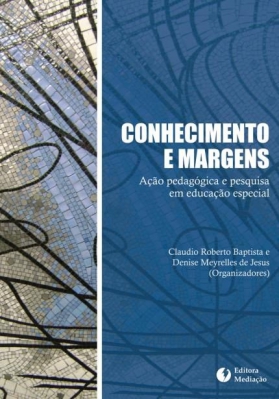 CONHECIMENTO
E MARGENS
Ação pedagógica e pesquisa
em educação especial
Claudio Roberto Baptista e
Denise Meyrelles de Jesus
(Organizadores)
Editora
Mediação